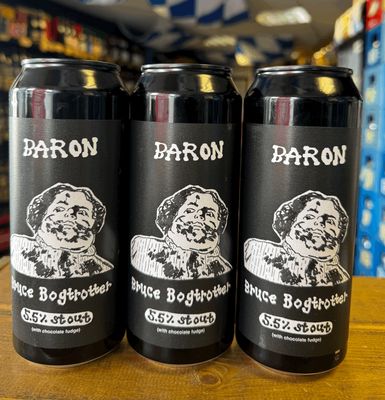 BARON
Bruce Bogtrotter
5.5% stout
(with chocolate fudge)
BARON
Bruce Bogtrotter
5.5% stout
(with chocolate fudge)
BARON
Bruce Bogtrotter
5.5% stout
(with chocolate fudge)